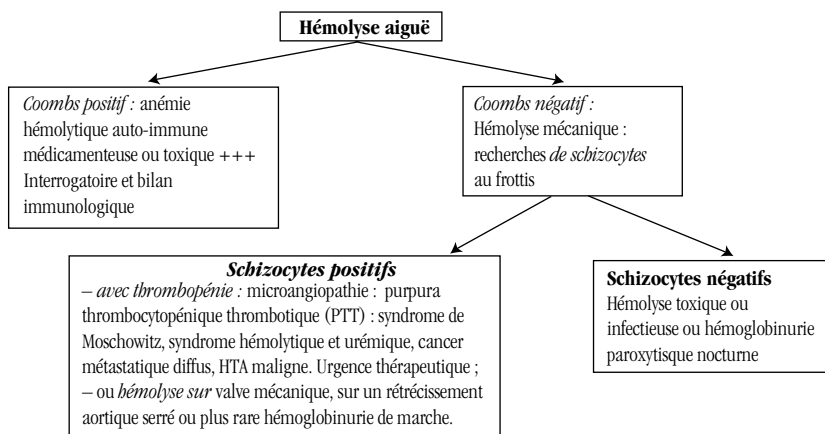 Hémolyse aiguë
Coombs positif : anémie
hémolytique auto-immune
médicamenteuse ou toxique +++
Interrogatoire et bilan
immunologique
Coombs négatif :
Hémolyse mécanique :
recherches de schizocytes
au frottis
Schizocytes positifs
– avec thrombopénie : microangiopathie : purpura
thrombocytopénique thrombotique (PTT) : syndrome de
Moschowitz, syndrome hémolytique et urémique, cancer
métastatique diffus, HTA maligne. Urgence thérapeutique ;
– ou hémolyse sur valve mécanique, sur un rétrécissement
aortique serré ou plus rare hémoglobinurie de marche.
Schizocytes négatifs
Hémolyse toxique ou
infectieuse ou hémoglobinurie
paroxytisque nocturne